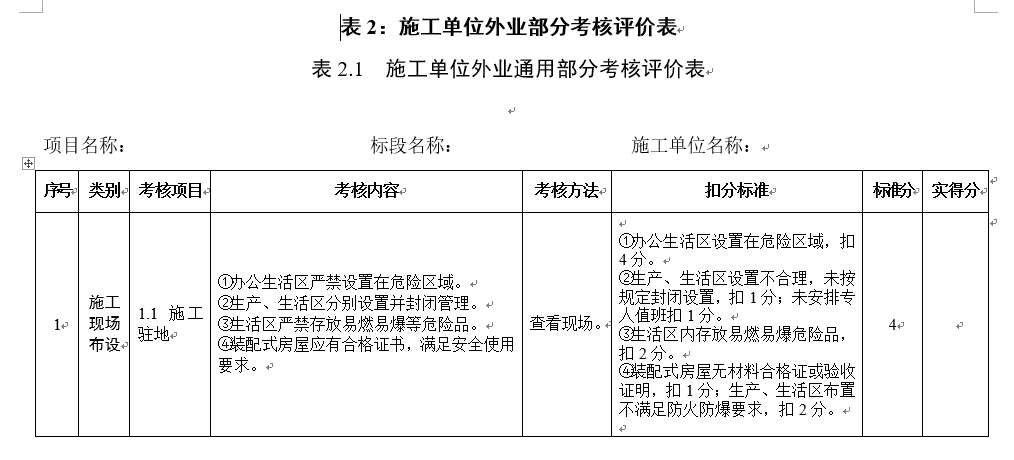 表 2：施工单位外业部分考核评价表
表 2.1 施工单位外业通用部分考核评价表
项目名称： 标段名称： 施工单位名称：
序号 类别 考核项目 考核内容 考核方法 扣分标准 标准分 实得分
1
施工
现场
布设
1.1 施工
驻地
①办公生活区严禁设置在危险区域。
②生产、生活区分别设置并封闭管理。
③生活区严禁存放易燃易爆等危险品。
④装配式房屋应有合格证书，满足安全使用
要求。
查看现场。
①办公生活区设置在危险区域，扣
4 分。
②生产、生活区设置不合理，未按
规定封闭设置，扣 1 分；未安排专
人值班扣 1 分。
③生活区内存放易燃易爆危险品，
扣 2 分。
④装配式房屋无材料合格证或验收
证明，扣 1 分；生产、生活区布置
不满足防火防爆要求，扣 2 分。
4